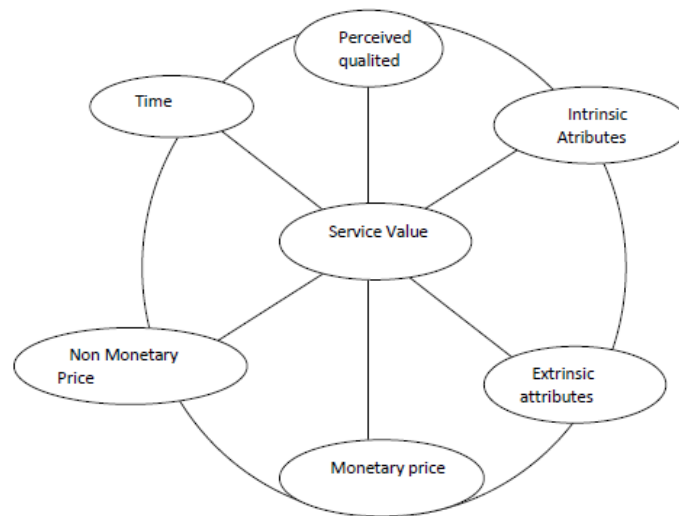 Perceived
qualited
Time
Intrinsic
Atributes
Service Value
Non Monetary
Price
Extrinsic
attributes
Monetary price